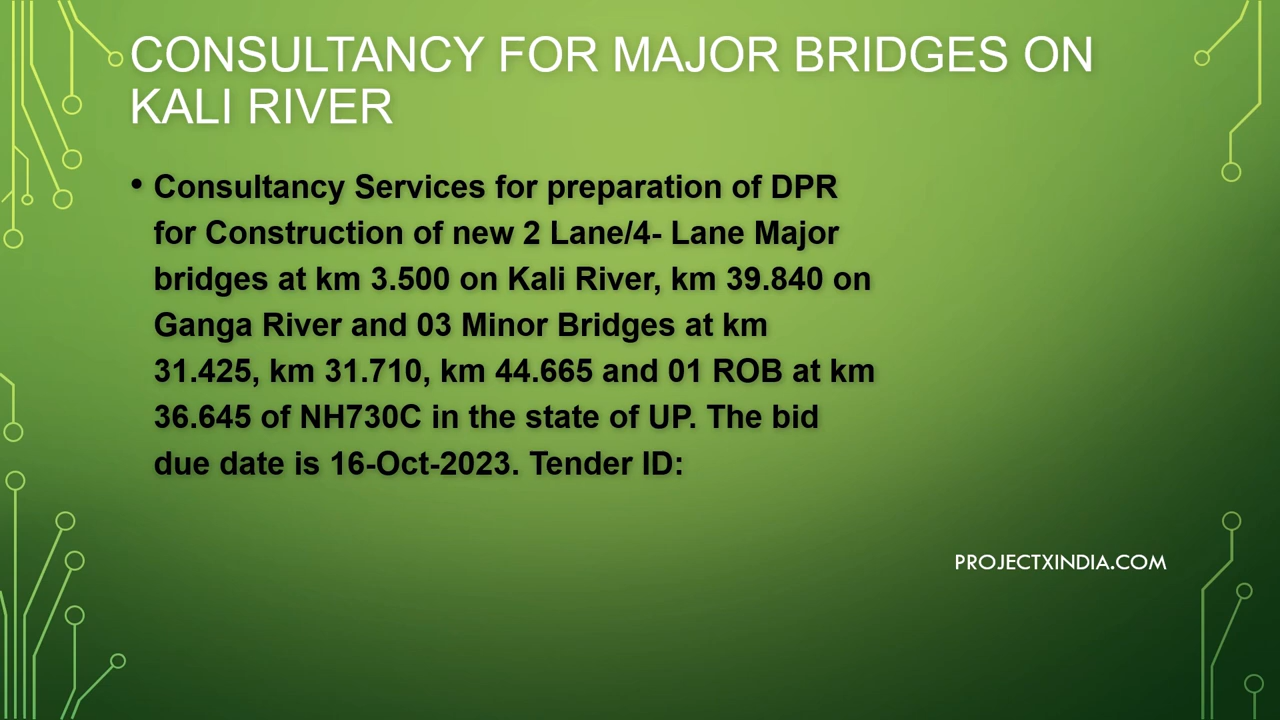 CONSULTANCY FOR MAJOR BRIDGES ON
KALI RIVER
• Consultancy Services for preparation of DPR
for Construction of new 2 Lane/4- Lane Major
bridges at km 3.500 on Kali River, km 39.840 on
Ganga River and 03 Minor Bridges at km
31.425, km 31.710, km 44.665 and 01 ROB at km
36.645 of NH730C in the state of UP. The bid
due date is 16-Oct-2023. Tender ID:
PROJECTXINDIA.COM